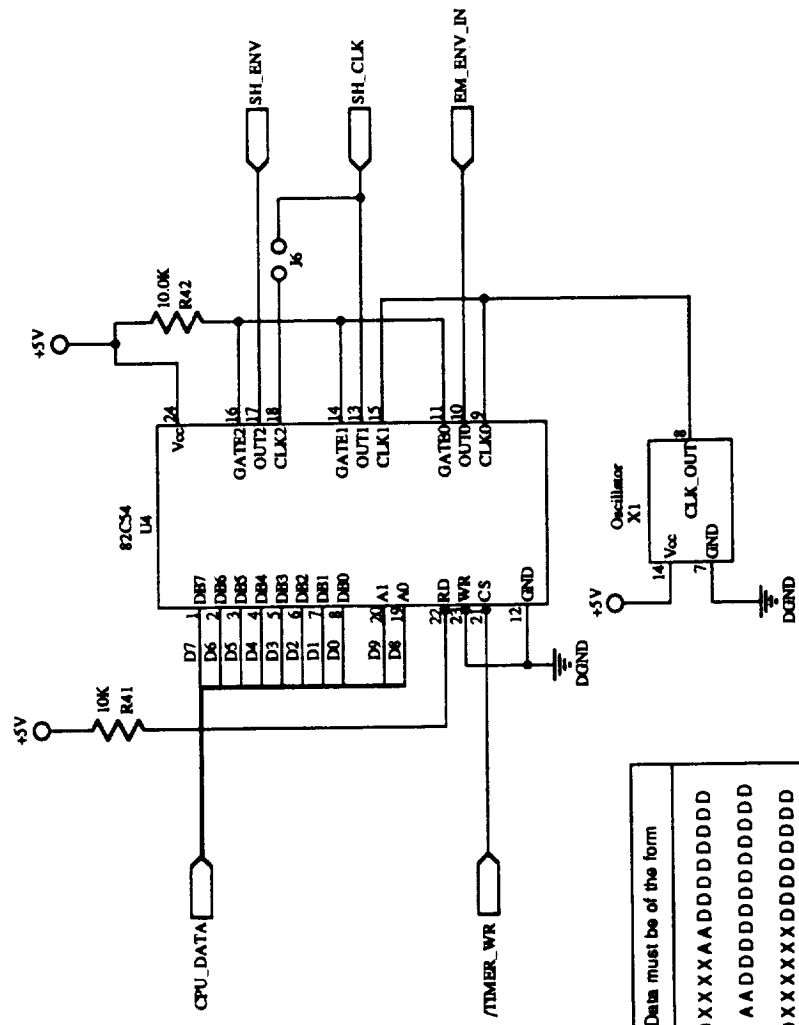 +5V
10.0K
R42
+5V
10K
R41
82C54
U4
SH_ENV
SH_CLK
EM_ENV_IN
J6
CPU_DATA
/TIMER_WR
D7
D6
D5
D4
D3
D2
D1
D0
D9
D8
1 DB7
2 DB6
3 DB5
4 DB4
5 DB3
6 DB2
7 DB1
8 DB0
20 A1
19 A0
22 RD
23 WR
2 CS
12 GND
Vcc 24
GATE2 16
OUT2 17
CLK2 18
GATE1 14
OUT1 13
CLK1 15
GATE0 11
OUT0 10
CLK0 9
DGND
Oscillator
X1
+5V
14 Vcc
7 GND
CLK_OUT 8
DGND
Data must be of the form
XXXXAADDDDDDDD
AADDDDDDDDDDDD
XXXXXXDDDDDDDD